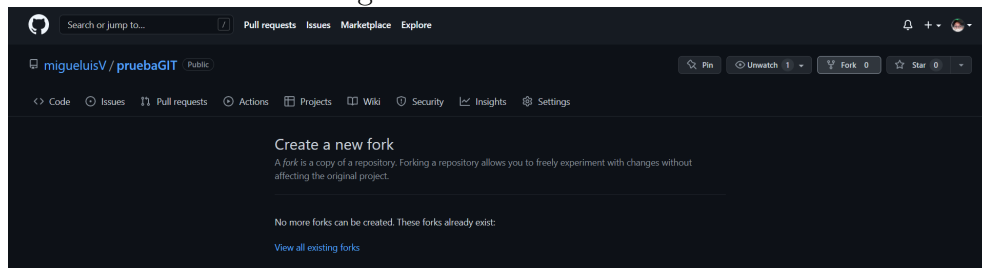 Search or jump to... / Pull requests Issues Marketplace Explore
migueluisV / pruebaGIT Public Pin Unwatch 1 Fork 0 Star 0
<> Code Issues Pull requests Actions Projects Wiki Security Insights Settings
Create a new fork
A fork is a copy of a repository. Forking a repository allows you to freely experiment with changes without
affecting the original project.
No more forks can be created. These forks already exist:
View all existing forks